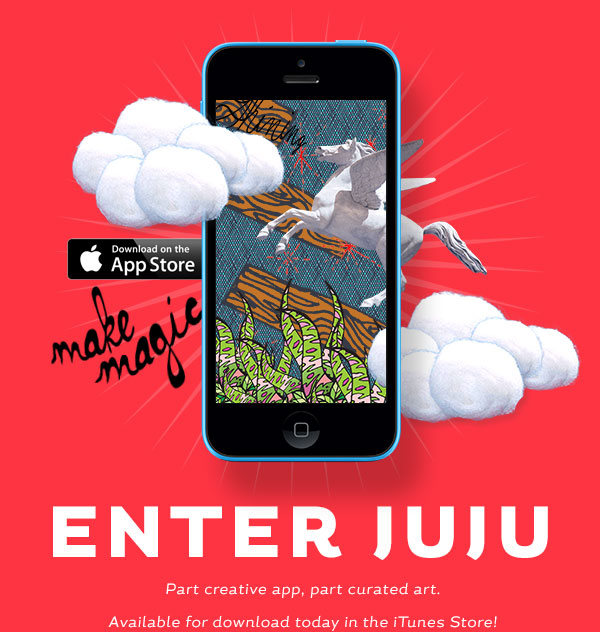 Download on the
App Store
make
magic
ENTER JUJU
Part creative app, part curated art.
Available for download today in the iTunes Store!